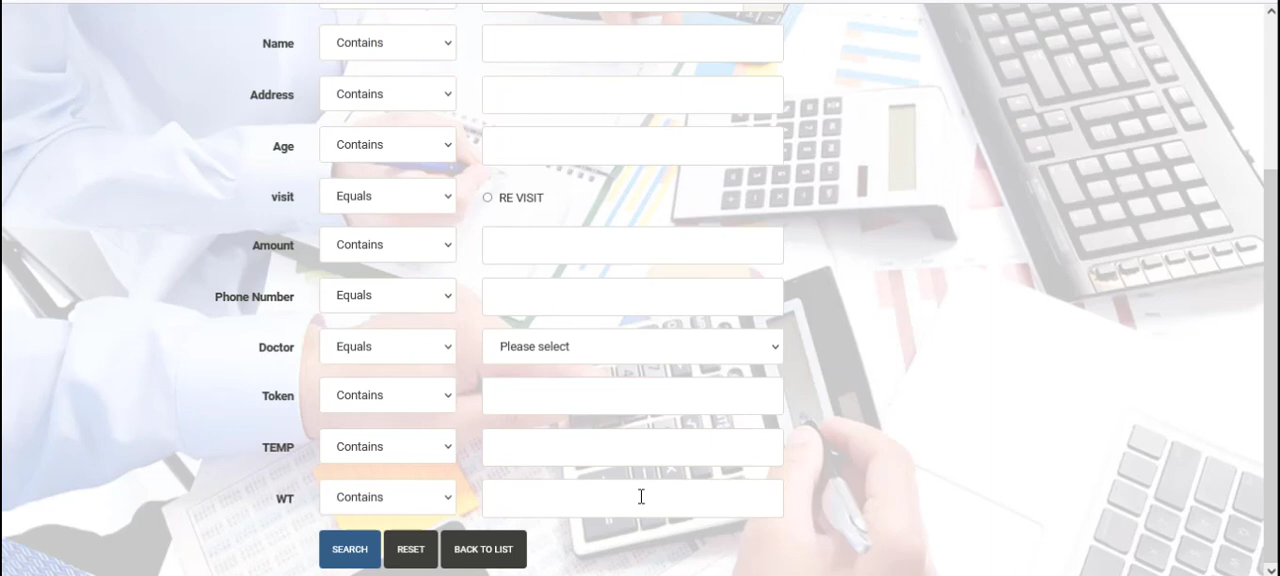 Name Contains
Address Contains
Age Contains
visit Equals RE VISIT
Amount Contains
Phone Number Equals
Doctor Equals Please select
Token Contains
TEMP Contains
WT Contains
SEARCH RESET BACK TO LIST